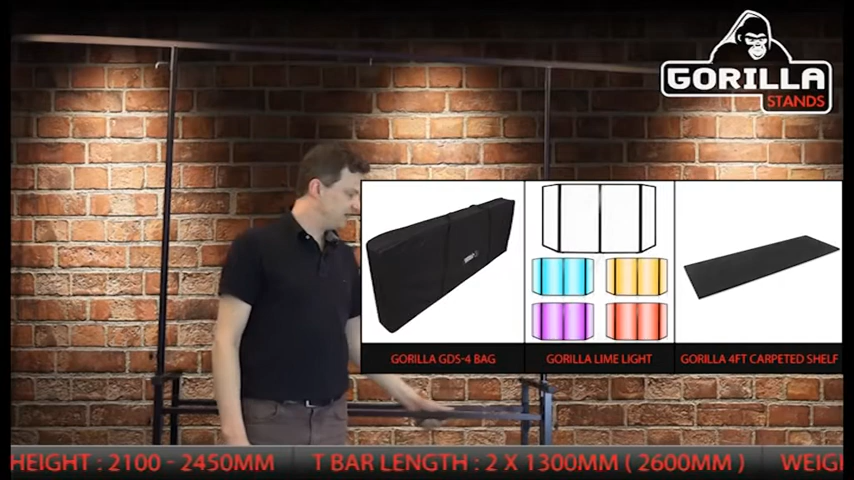 GORILLA
STANDS
GORILLA GDS-4 BAG
GORILLA LIME LIGHT
GORILLA 4FT CARPETED SHELF
HEIGHT : 2100 - 2450MM
T BAR LENGTH : 2 X 1300MM ( 2600MM )